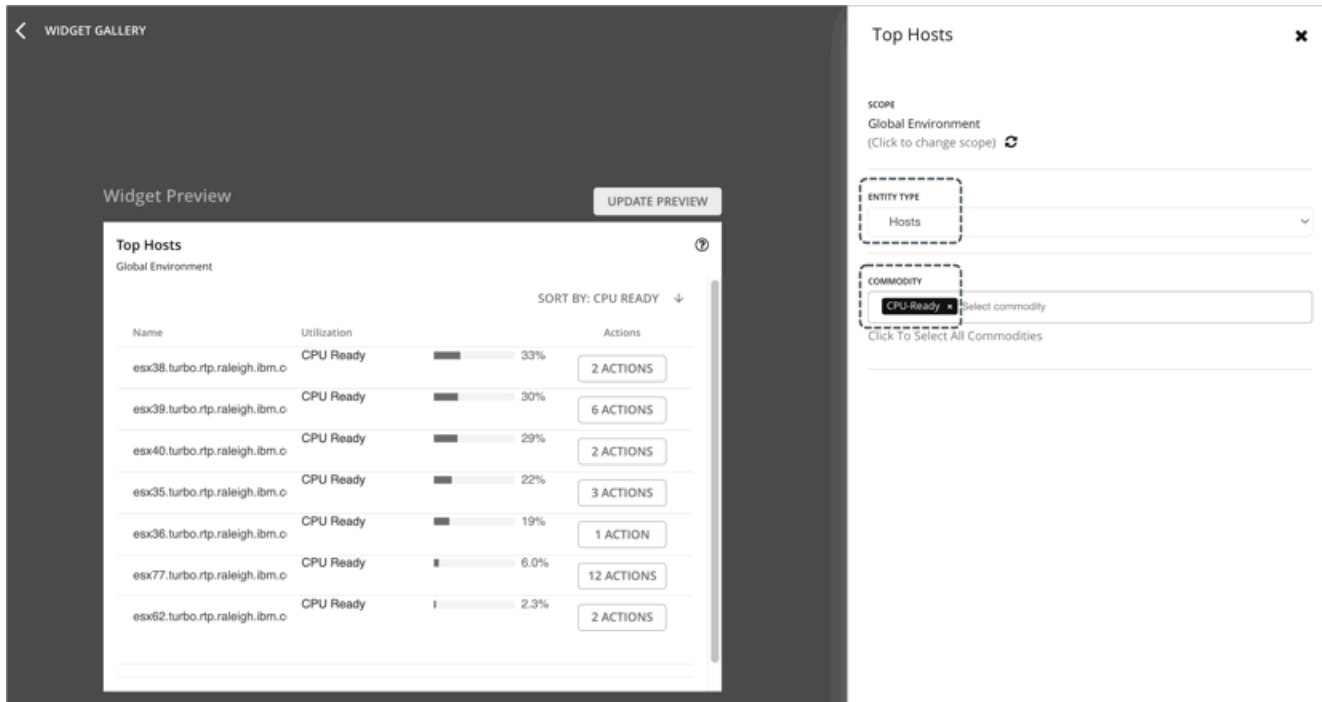 WIDGET GALLERY
Widget Preview
UPDATE PREVIEW
Top Hosts
Global Environment
SORT BY: CPU READY
Name Utilization Actions
esx38.turbo.rtp.raleigh.ibm.c CPU Ready 33% 2 ACTIONS
esx39.turbo.rtp.raleigh.ibm.c CPU Ready 30% 6 ACTIONS
esx40.turbo.rtp.raleigh.ibm.c CPU Ready 29% 2 ACTIONS
esx35.turbo.rtp.raleigh.ibm.c CPU Ready 22% 3 ACTIONS
esx36.turbo.rtp.raleigh.ibm.c CPU Ready 19% 1 ACTION
esx77.turbo.rtp.raleigh.ibm.c CPU Ready 6.0% 12 ACTIONS
esx62.turbo.rtp.raleigh.ibm.c CPU Ready 2.3% 2 ACTIONS
Top Hosts
SCOPE
Global Environment
(Click to change scope)
ENTITY TYPE
Hosts
COMMODITY
CPU-Ready × Select commodity
Click To Select All Commodities